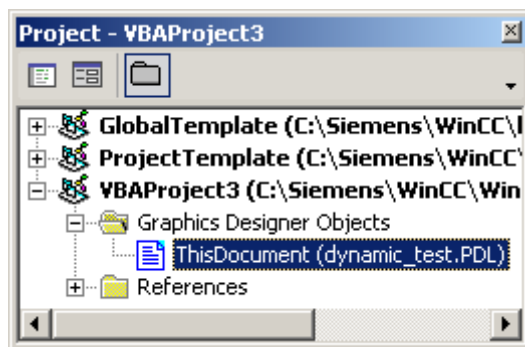 Project - VBAProject3
GlobalTemplate (C:\Siemens\WinCC\
ProjectTemplate (C:\Siemens\WinCC\
VBAProject3 (C:\Siemens\WinCC\Win
Graphics Designer Objects
ThisDocument (dynamic_test.PDL)
References